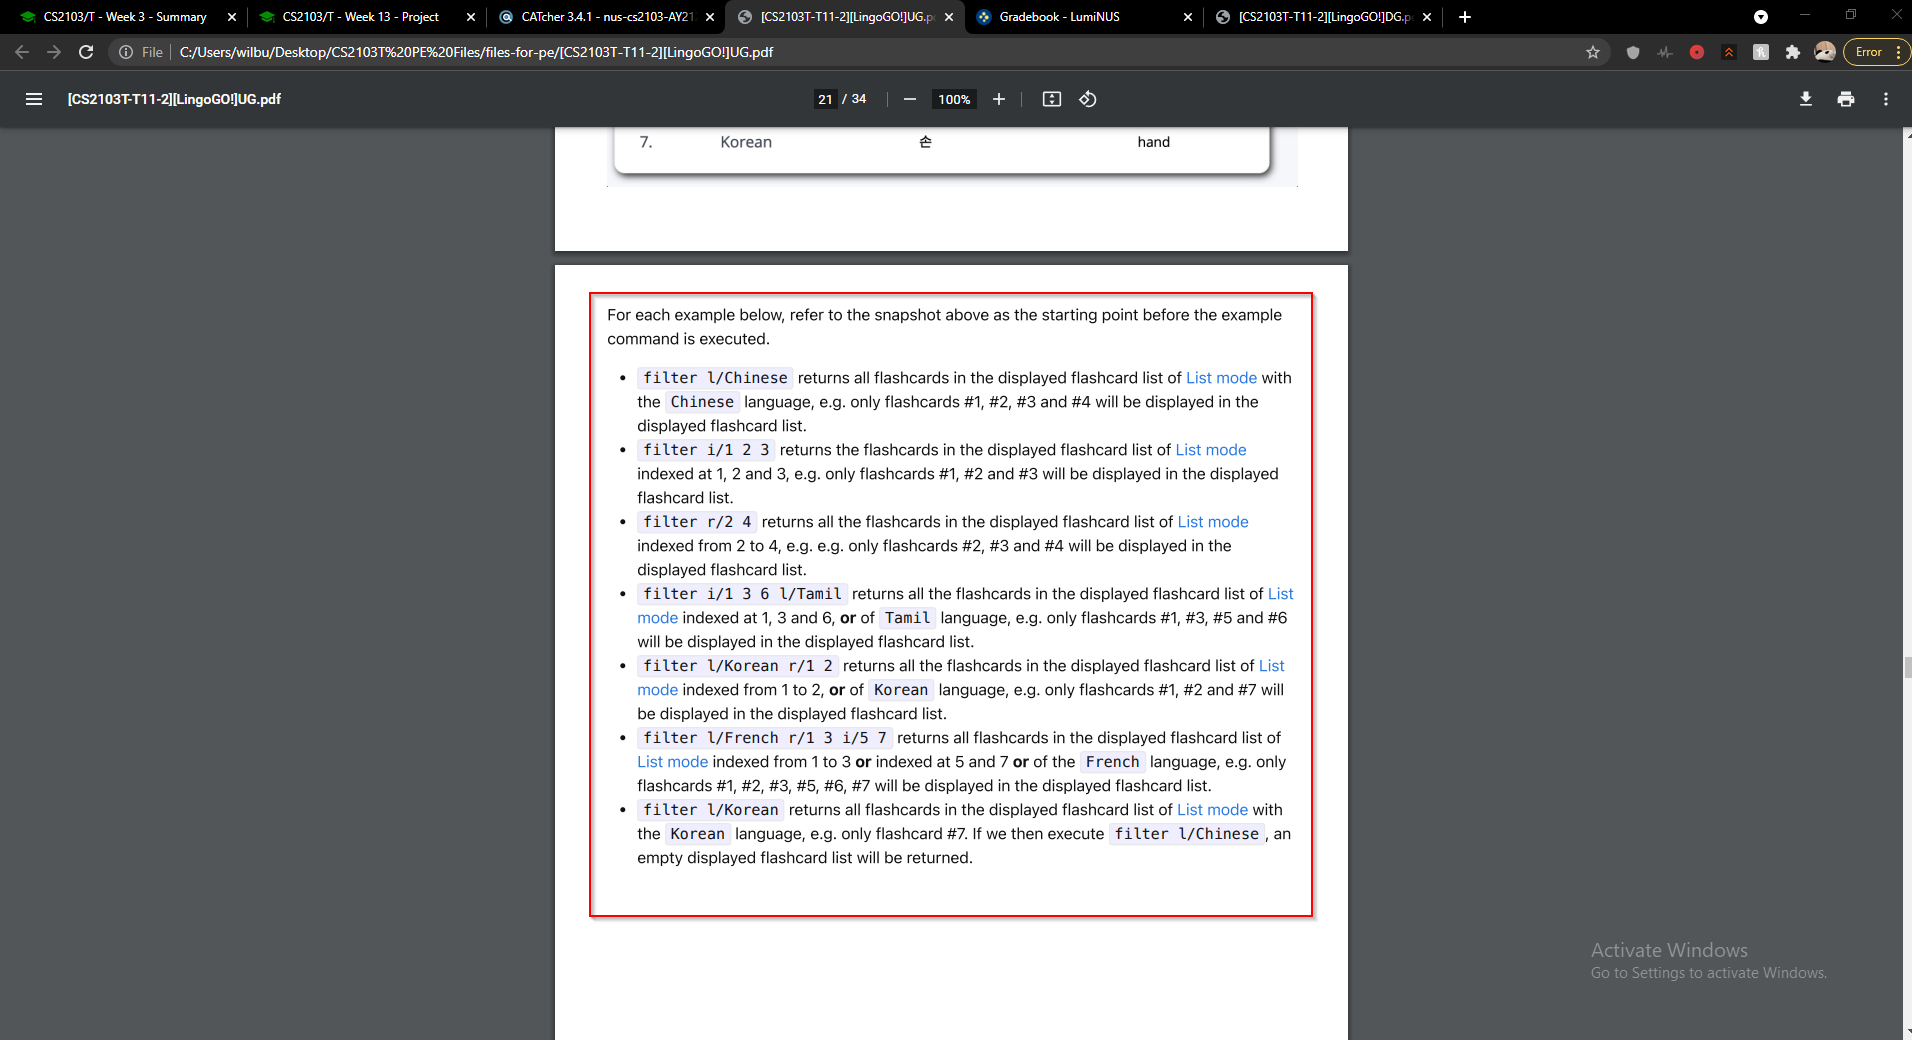 CS2103/T - Week 3 - Summary
CS2103/T - Week 13 - Project
CATcher 3.4.1 - nus-cs2103-AY21
[CS2103T-T11-2][LingoGO!]UG.p
Gradebook - LumiNUS
[CS2103T-T11-2][LingoGO!]DG.p
File
C:/Users/wilbu/Desktop/CS2103T%20PE%20Files/files-for-pe/[CS2103T-T11-2][LingoGO!]UG.pdf
Error
[CS2103T-T11-2][LingoGO!]UG.pdf
21 / 34
100%
7. Korean 손 hand
For each example below, refer to the snapshot above as the starting point before the example
command is executed.
• filter l/Chinese returns all flashcards in the displayed flashcard list of List mode with
the Chinese language, e.g. only flashcards #1, #2, #3 and #4 will be displayed in the
displayed flashcard list.
• filter i/1 2 3 returns the flashcards in the displayed flashcard list of List mode
indexed at 1, 2 and 3, e.g. only flashcards #1, #2 and #3 will be displayed in the displayed
flashcard list.
• filter r/2 4 returns all the flashcards in the displayed flashcard list of List mode
indexed from 2 to 4, e.g. e.g. only flashcards #2, #3 and #4 will be displayed in the
displayed flashcard list.
• filter i/1 3 6 l/Tamil returns all the flashcards in the displayed flashcard list of List
mode indexed at 1, 3 and 6, or of Tamil language, e.g. only flashcards #1, #3, #5 and #6
will be displayed in the displayed flashcard list.
• filter l/Korean r/1 2 returns all the flashcards in the displayed flashcard list of List
mode indexed from 1 to 2, or of Korean language, e.g. only flashcards #1, #2 and #7 will
be displayed in the displayed flashcard list.
• filter l/French r/1 3 i/5 7 returns all flashcards in the displayed flashcard list of
List mode indexed from 1 to 3 or indexed at 5 and 7 or of the French language, e.g. only
flashcards #1, #2, #3, #5, #6, #7 will be displayed in the displayed flashcard list.
• filter l/Korean returns all flashcards in the displayed flashcard list of List mode with
the Korean language, e.g. only flashcard #7. If we then execute filter l/Chinese, an
empty displayed flashcard list will be returned.
Activate Windows
Go to Settings to activate Windows.